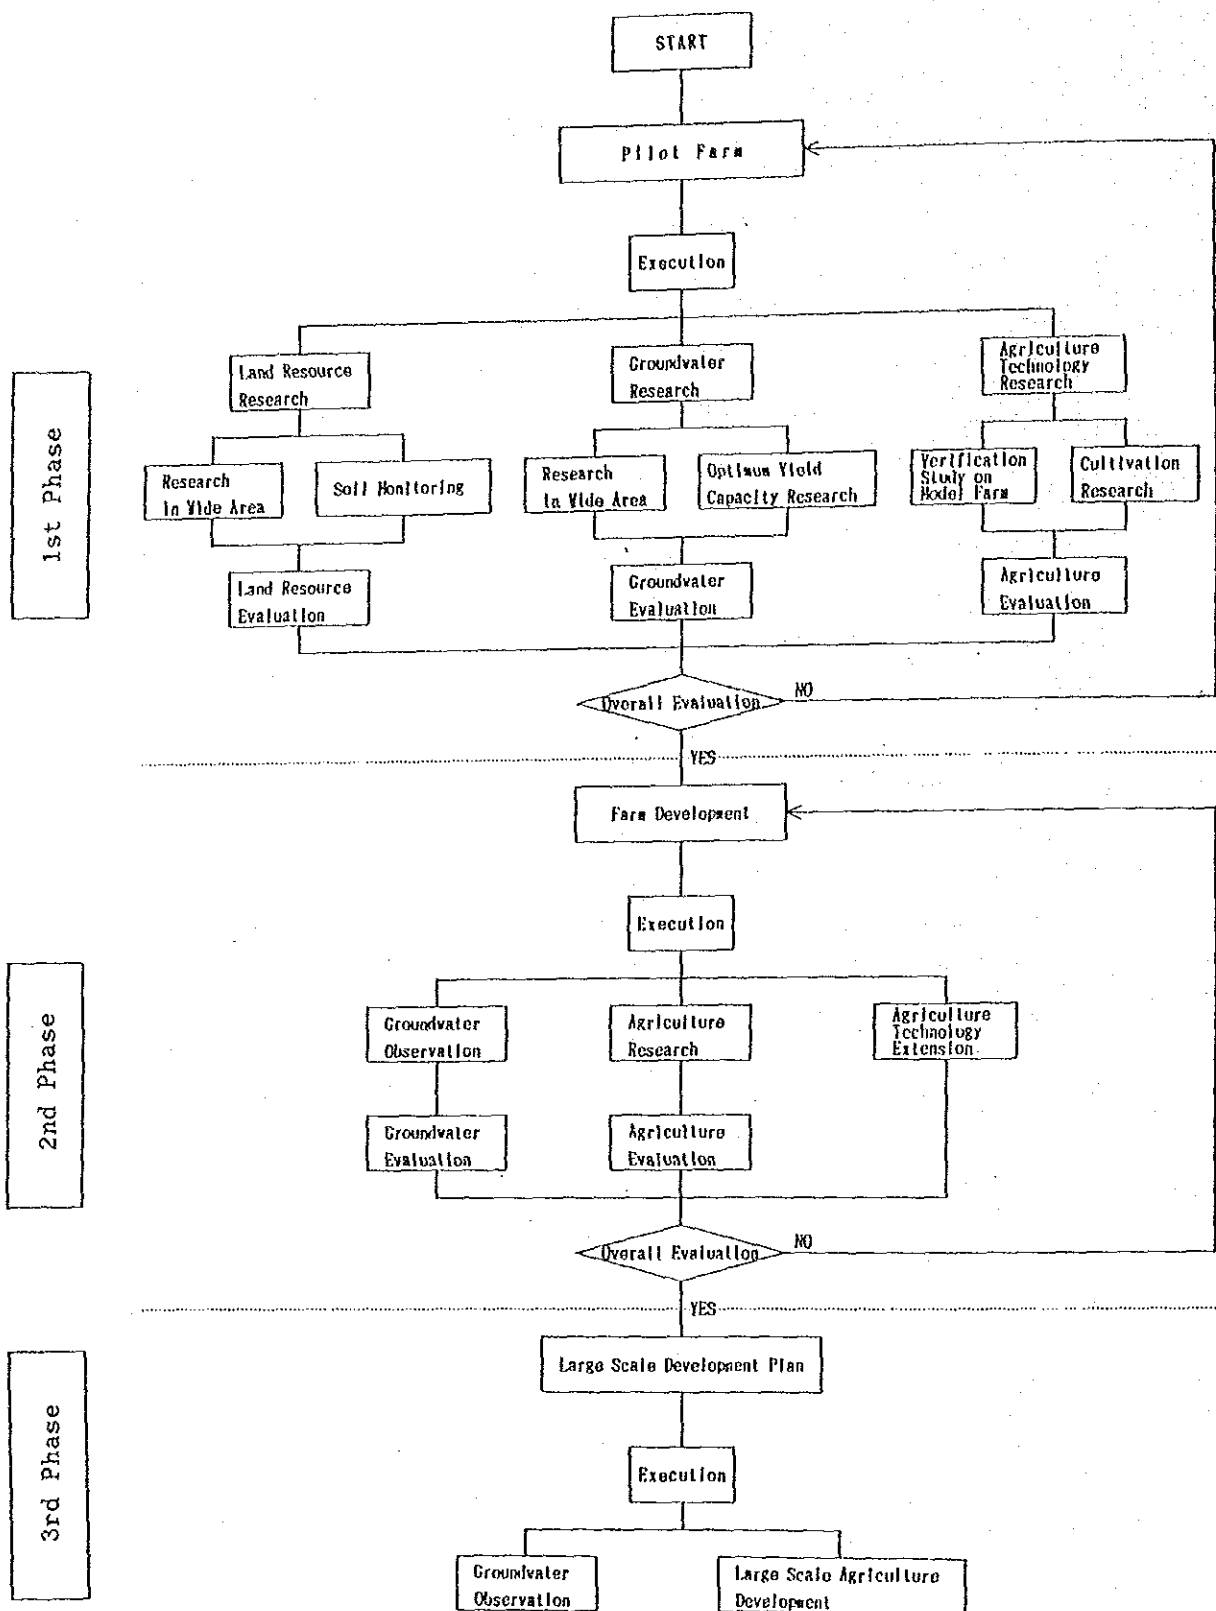 START
Pilot Farm
Execution
1st Phase
Land Resource
Research
Groundwater
Research
Agriculture
Technology
Research
Research
In Wide Area
Soil Monitoring
Research
In Wide Area
Optimum Yield
Capacity Research
Verification
Study on
Model Farm
Cultivation
Research
Land Resource
Evaluation
Groundwater
Evaluation
Agriculture
Evaluation
Overall Evaluation
NO
YES
Farm Development
Execution
2nd Phase
Groundwater
Observation
Agriculture
Research
Agriculture
Technology
Extension
Groundwater
Evaluation
Agriculture
Evaluation
Overall Evaluation
NO
YES
3rd Phase
Large Scale Development Plan
Execution
Groundwater
Observation
Large Scale Agriculture
Development